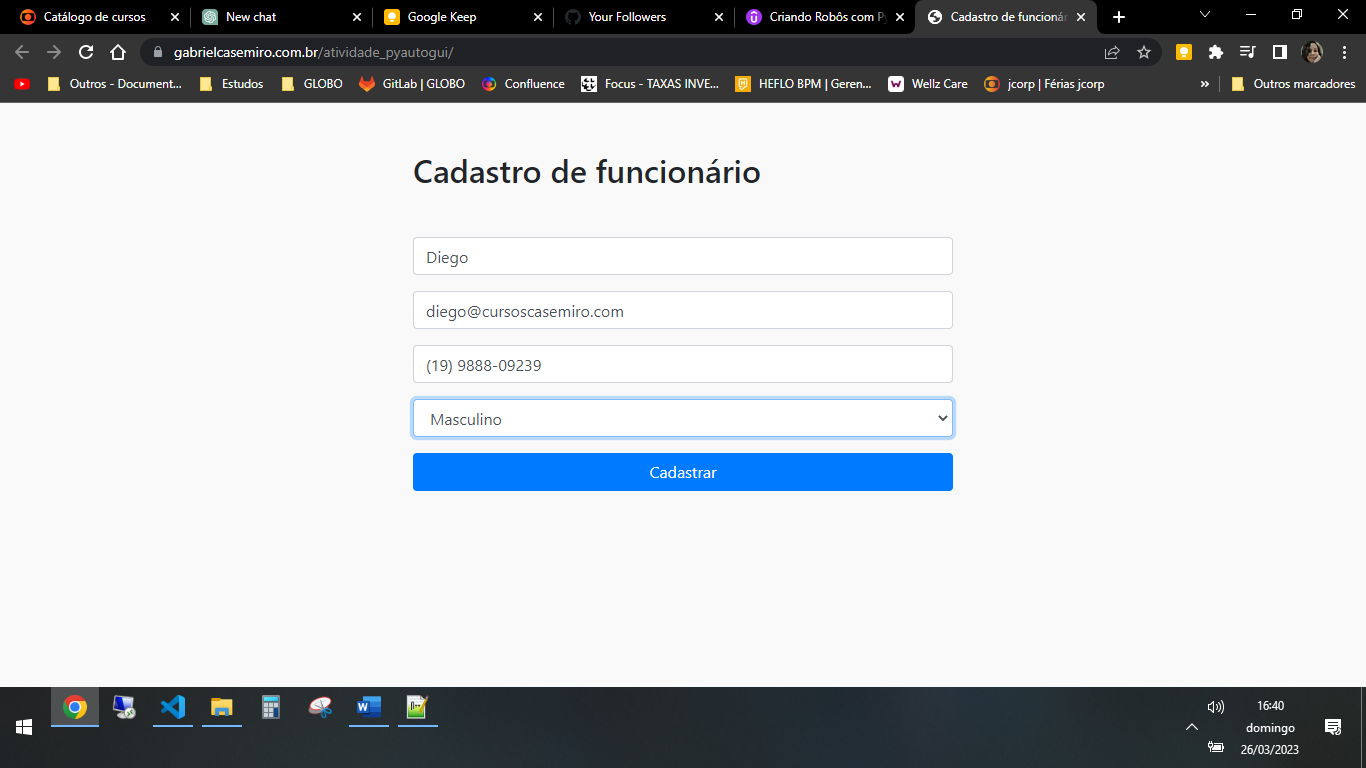 Catálogo de cursos
New chat
Google Keep
Your Followers
Criando Robôs com Py
Cadastro de funcionár
gabrielcasemiro.com.br/atividade_pyautogui/
Outros - Document...
Estudos
GLOBO
GitLab | GLOBO
Confluence
Focus - TAXAS INVE...
HEFLO BPM | Geren...
Wellz Care
jcorp | Férias jcorp
»
Outros marcadores
Cadastro de funcionário
Diego
diego@cursoscasemiro.com
(19) 9888-09239
Masculino
Cadastrar
16:40
domingo
26/03/2023